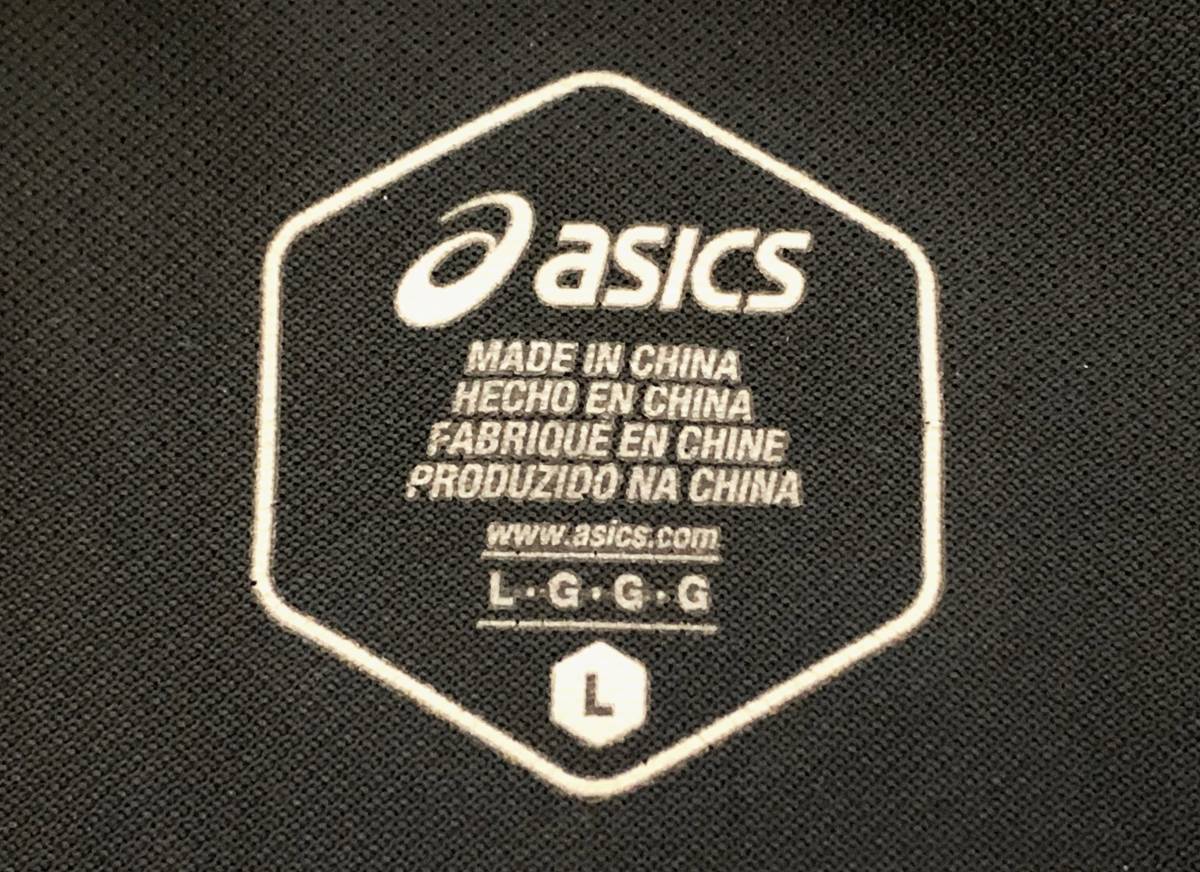 asics
MADE IN CHINA
HECHO EN CHINA
FABRIQUÉ EN CHINE
PRODUZIDO NA CHINA
www.asics.com
L·G·G·G
L